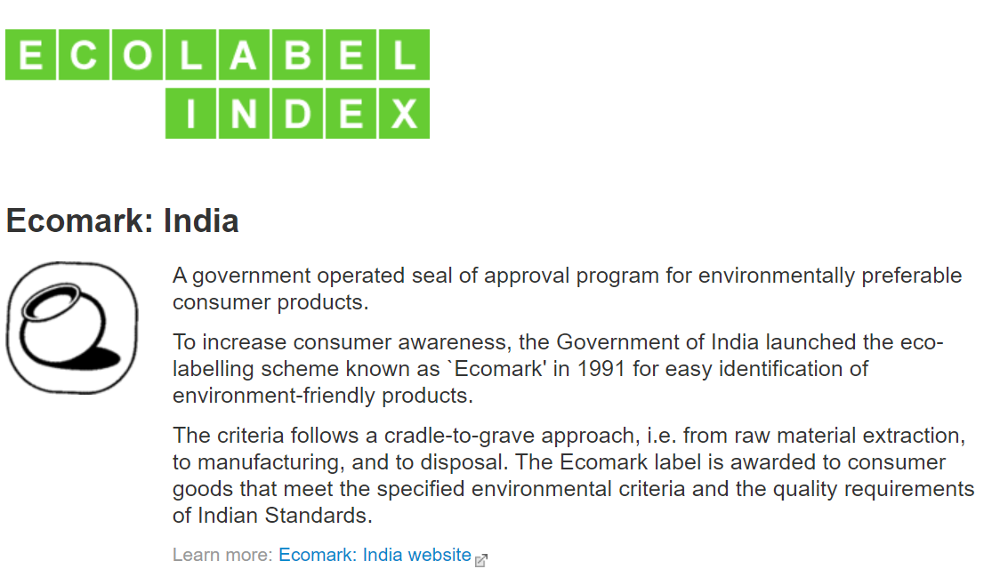 ECOLABEL
INDEX
Ecomark: India
A government operated seal of approval program for environmentally preferable
consumer products.
To increase consumer awareness, the Government of India launched the eco-
labelling scheme known as `Ecomark' in 1991 for easy identification of
environment-friendly products.
The criteria follows a cradle-to-grave approach, i.e. from raw material extraction,
to manufacturing, and to disposal. The Ecomark label is awarded to consumer
goods that meet the specified environmental criteria and the quality requirements
of Indian Standards.
Learn more: Ecomark: India website